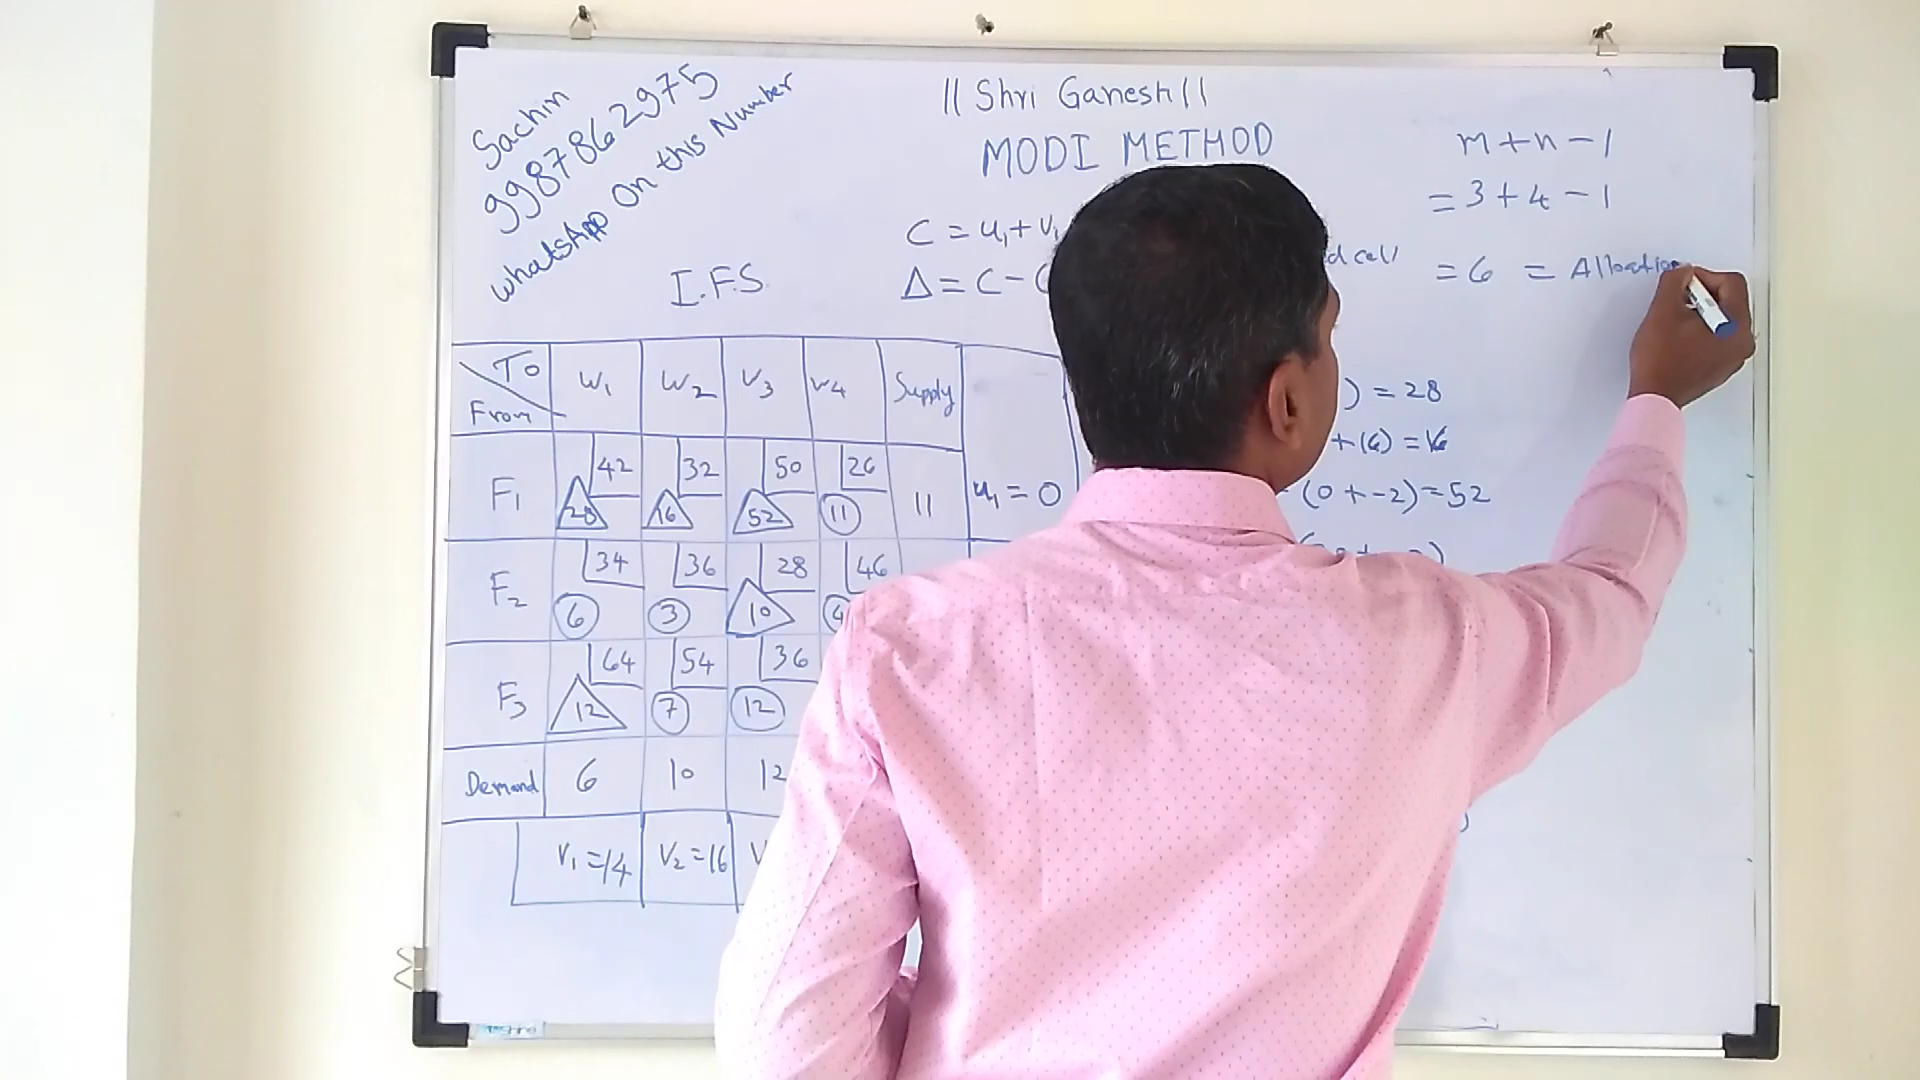 Sachin
9987862975
WhatsApp On this Number
|| Shri Ganesh ||
MODI METHOD
C = u₁ + v₁
Δ = C - (
d cell
I.F.S.
m + n - 1
= 3 + 4 - 1
= 6 = Allocation
To From W₁ W₂ V₃ W₄ Supply
F₁ 42 28 32 16 50 52 26 11 11 u₁ = 0
F₂ 34 6 36 3 28 10 46 4
F₃ 64 12 54 7 36 12
Demand 6 10 12
V₁ = 14 V₂ = 16 V
) = 28
+ (6) = 16
(0 + -2) = 52